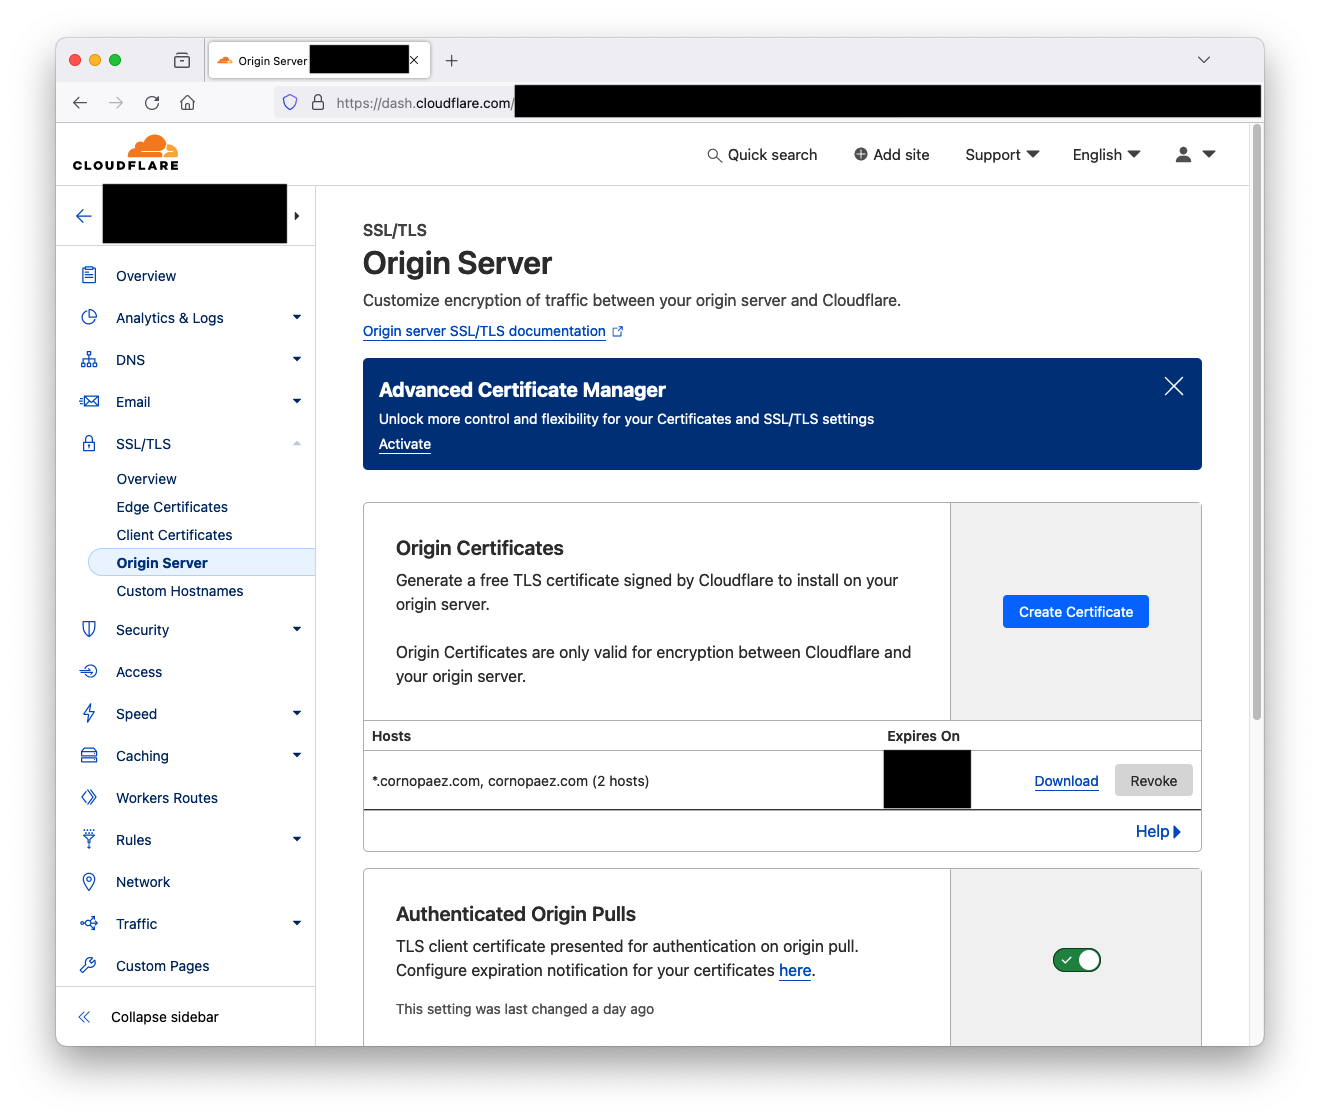 Origin Server
https://dash.cloudflare.com/
CLOUDFLARE
Quick search
Add site
Support
English
Overview
Analytics & Logs
DNS
Email
SSL/TLS
Overview
Edge Certificates
Client Certificates
Origin Server
Custom Hostnames
Security
Access
Speed
Caching
Workers Routes
Rules
Network
Traffic
Custom Pages
Collapse sidebar
SSL/TLS
Origin Server
Customize encryption of traffic between your origin server and Cloudflare.
Origin server SSL/TLS documentation
Advanced Certificate Manager
Unlock more control and flexibility for your Certificates and SSL/TLS settings
Activate
Origin Certificates
Generate a free TLS certificate signed by Cloudflare to install on your
origin server.
Origin Certificates are only valid for encryption between Cloudflare and
your origin server.
Create Certificate
Hosts Expires On
*.cornopaez.com, cornopaez.com (2 hosts) Download Revoke
Help
Authenticated Origin Pulls
TLS client certificate presented for authentication on origin pull.
Configure expiration notification for your certificates here.
This setting was last changed a day ago